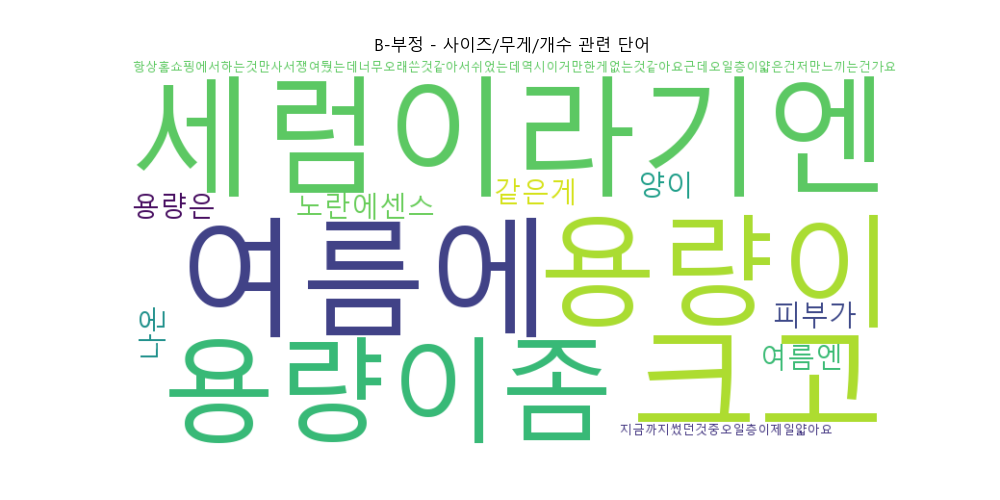 B-부정 - 사이즈/무게/개수 관련 단어
항상홈쇼핑에서하는것만사서쟁여뒀는데너무오래쓴것같아서쉬었는데역시이거만한게없는것같아요근데오일층이얇은건저만느끼는건가요
세럼이라기엔
용량은
노란에센스
같은게
양이
여름에
용량이
나온
피부가
용량이좀
크고
여름엔
지금까지썼던것중오일층이제일얇아요